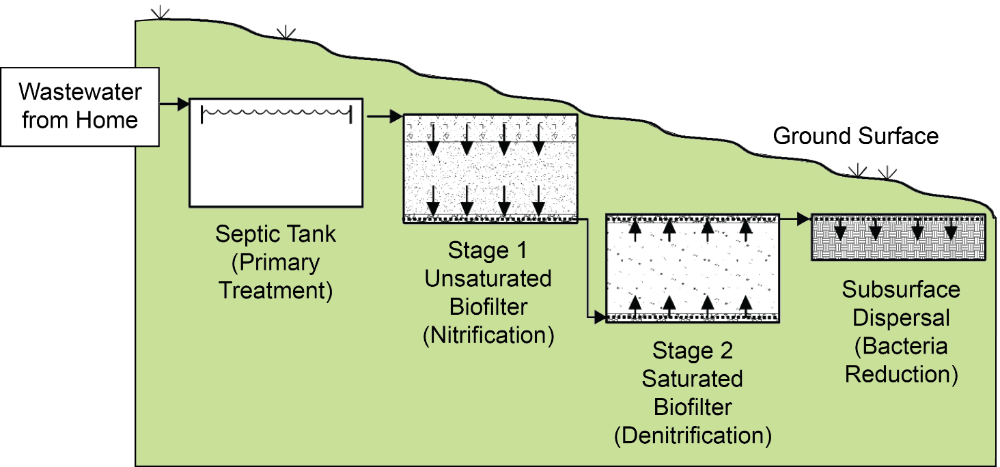 Wastewater
from Home
Ground Surface
Septic Tank
(Primary
Treatment)
Stage 1
Unsaturated
Biofilter
(Nitrification)
Stage 2
Saturated
Biofilter
(Denitrification)
Subsurface
Dispersal
(Bacteria
Reduction)